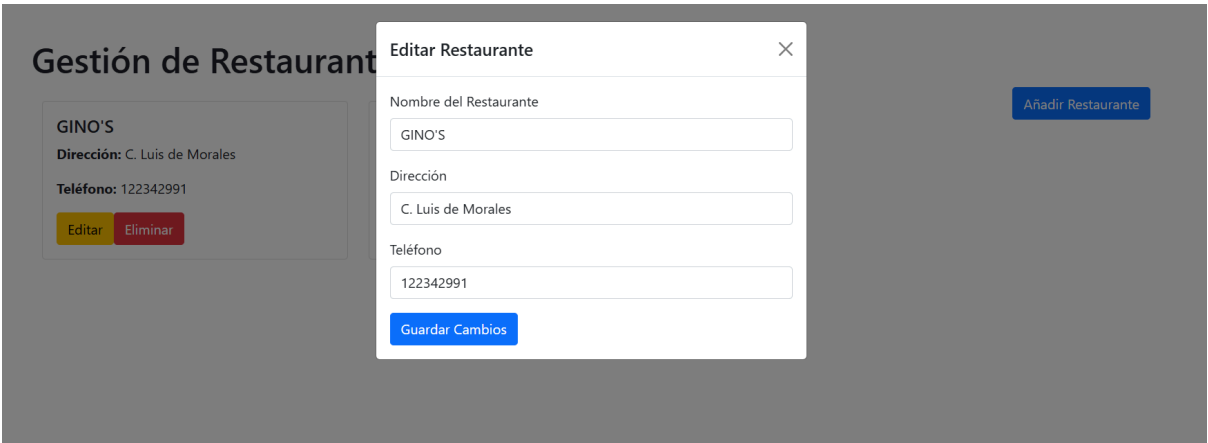 Gestión de Restaurant
GINO'S
Dirección: C. Luis de Morales
Teléfono: 122342991
Editar
Eliminar
Editar Restaurante
Nombre del Restaurante
GINO'S
Dirección
C. Luis de Morales
Teléfono
122342991
Guardar Cambios
Añadir Restaurante